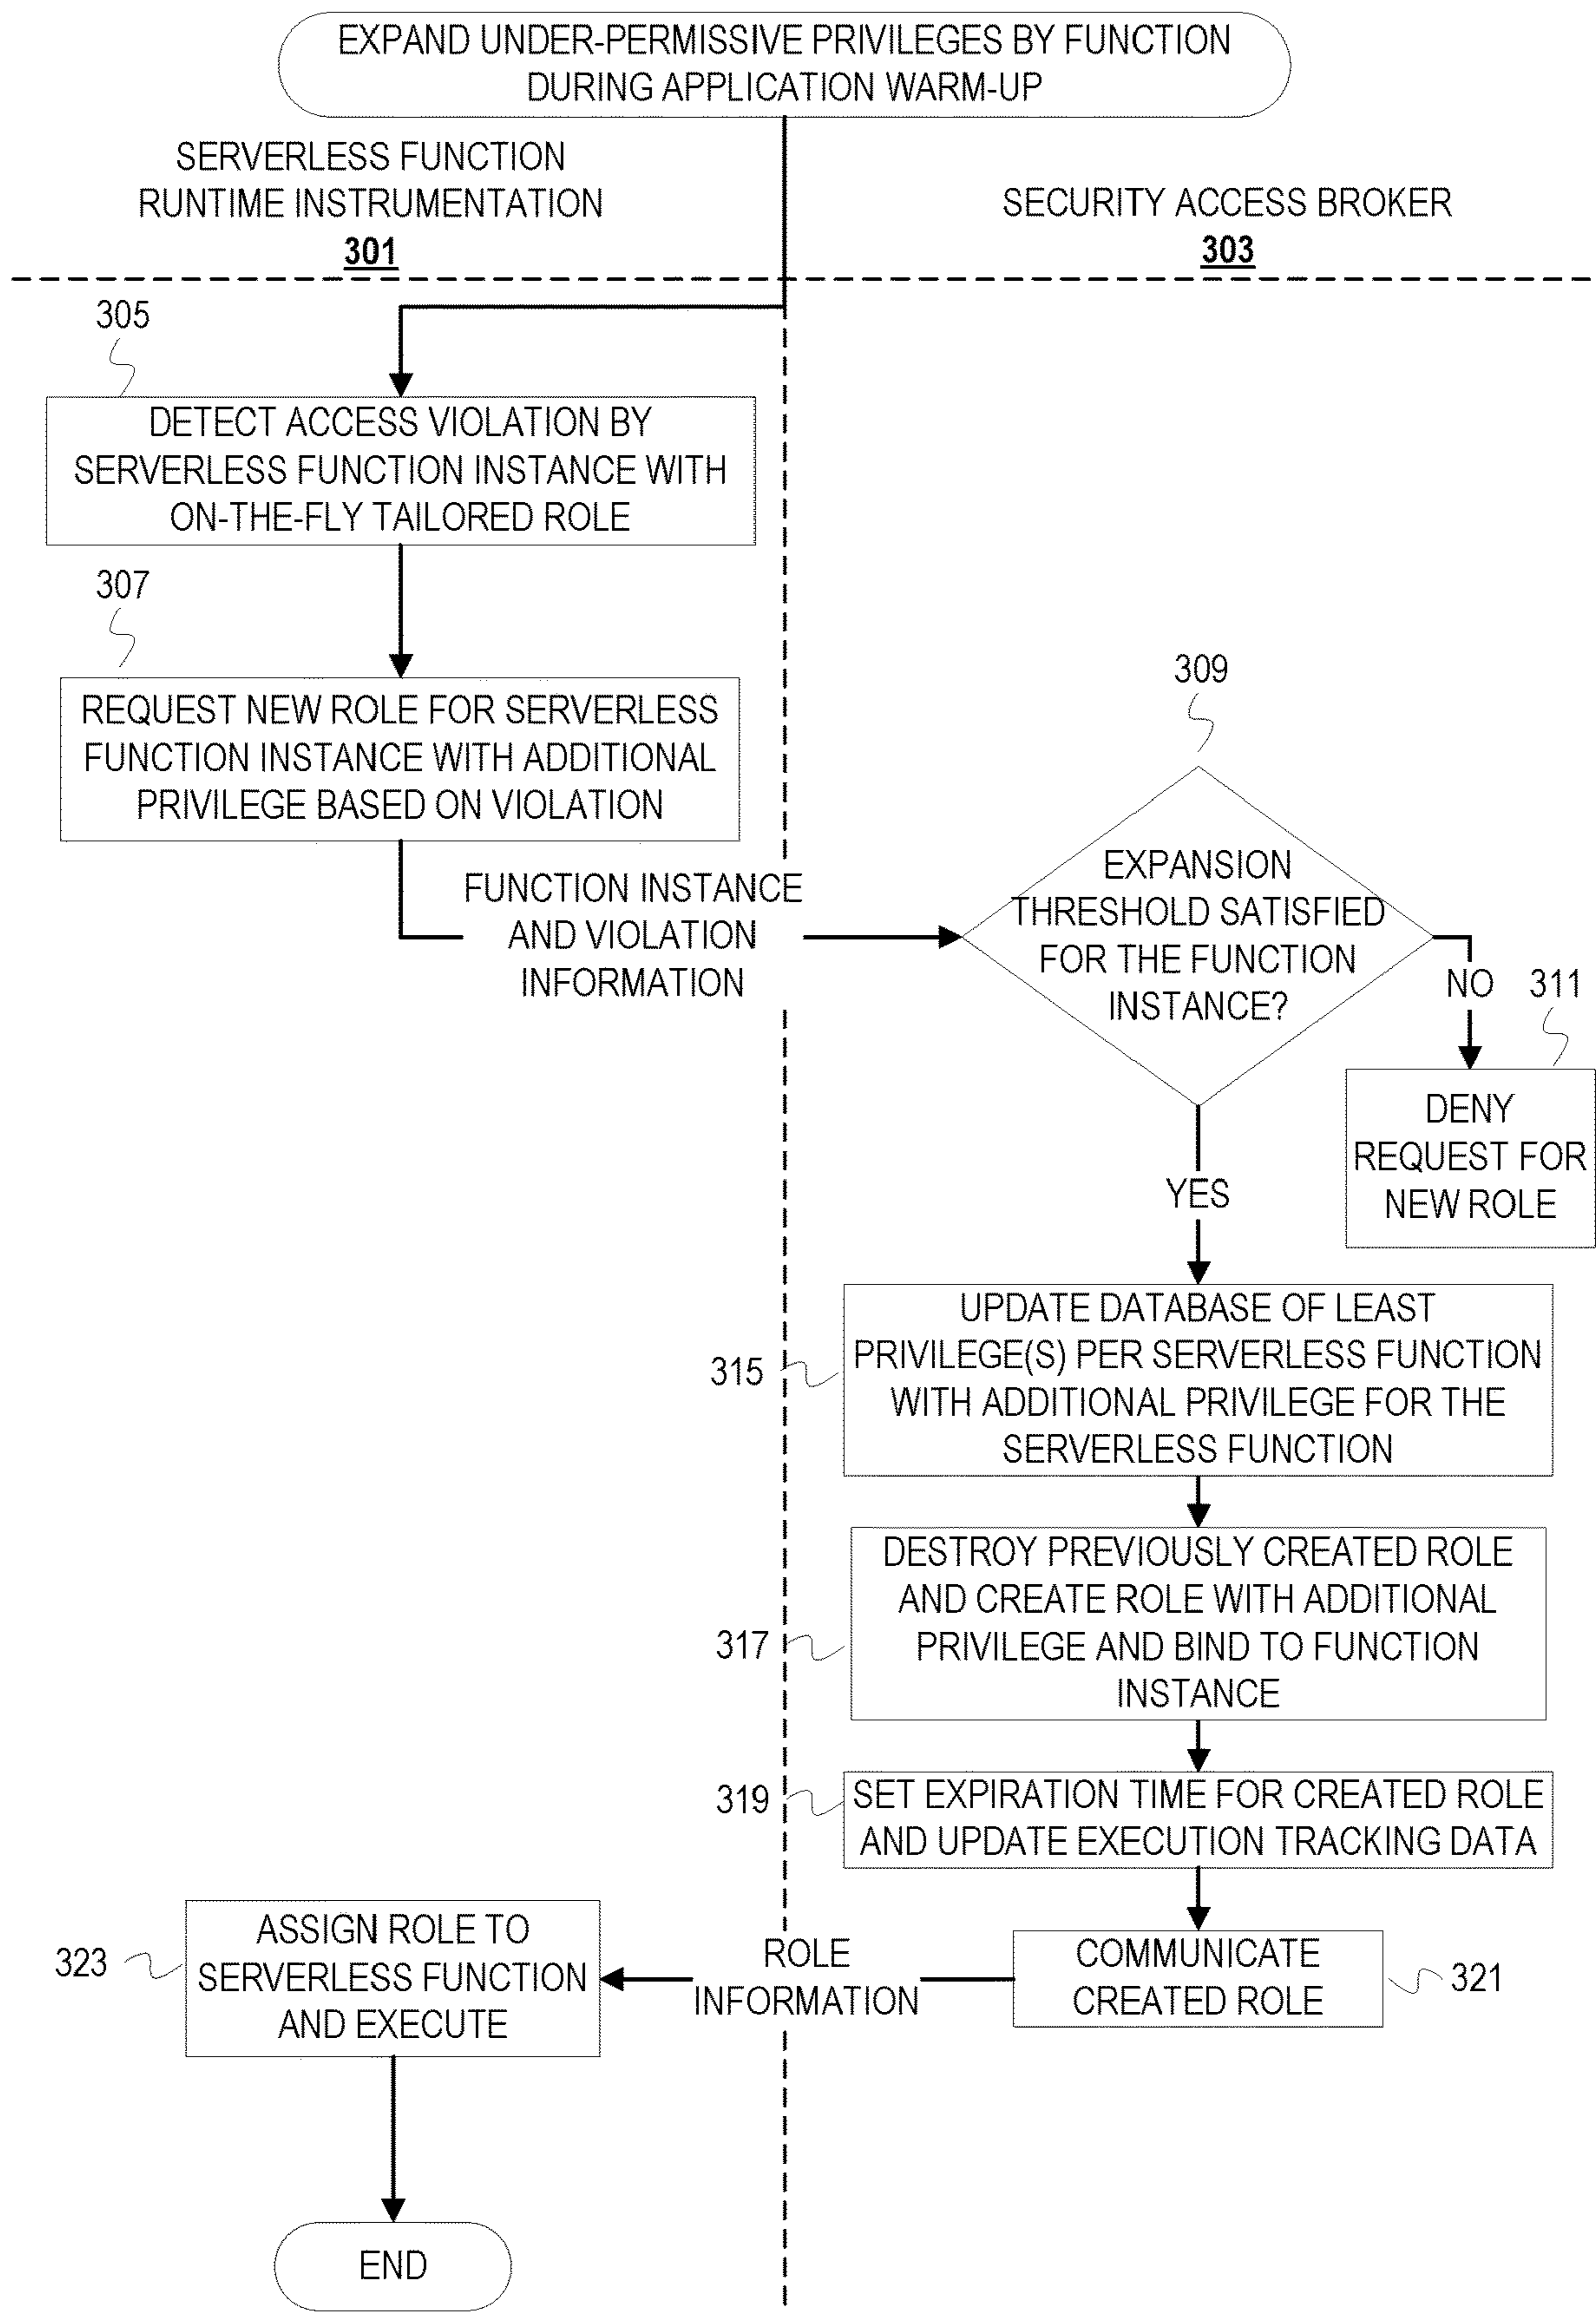 EXPAND UNDER-PERMISSIVE PRIVILEGES BY FUNCTION
DURING APPLICATION WARM-UP
SERVERLESS FUNCTION
RUNTIME INSTRUMENTATION
301
SECURITY ACCESS BROKER
303
305
DETECT ACCESS VIOLATION BY
SERVERLESS FUNCTION INSTANCE WITH
ON-THE-FLY TAILORED ROLE
307
REQUEST NEW ROLE FOR SERVERLESS
FUNCTION INSTANCE WITH ADDITIONAL
PRIVILEGE BASED ON VIOLATION
FUNCTION INSTANCE
AND VIOLATION
INFORMATION
309
EXPANSION
THRESHOLD SATISFIED
FOR THE FUNCTION
INSTANCE?
NO
311
DENY
REQUEST FOR
NEW ROLE
YES
315
UPDATE DATABASE OF LEAST
PRIVILEGE(S) PER SERVERLESS FUNCTION
WITH ADDITIONAL PRIVILEGE FOR THE
SERVERLESS FUNCTION
317
DESTROY PREVIOUSLY CREATED ROLE
AND CREATE ROLE WITH ADDITIONAL
PRIVILEGE AND BIND TO FUNCTION
INSTANCE
319
SET EXPIRATION TIME FOR CREATED ROLE
AND UPDATE EXECUTION TRACKING DATA
COMMUNICATE
CREATED ROLE
321
ROLE
INFORMATION
323
ASSIGN ROLE TO
SERVERLESS FUNCTION
AND EXECUTE
END